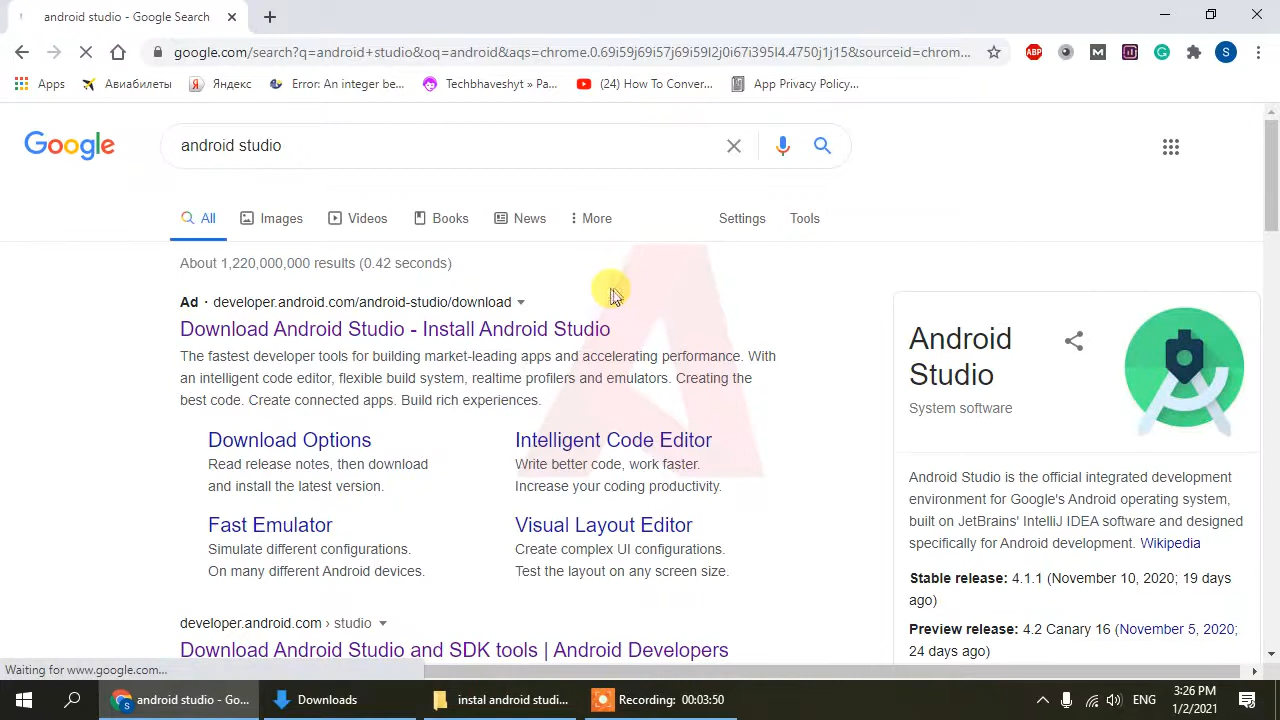 android studio - Google Search
google.com/search?q=android+studio&oq=android&aqs=chrome.0.69i59j69i57j69i59l2j0i67i395l4.4750j1j15&sourceid=chrom...
ABP
M
G
S
Apps
Авиабилеты
Я Яндекс
Error: An integer be...
Techbhaveshyt » Pa...
(24) How To Conver...
App Privacy Policy...
Google
android studio
All
Images
Videos
Books
News
More
Settings
Tools
About 1,220,000,000 results (0.42 seconds)
Ad · developer.android.com/android-studio/download
Download Android Studio - Install Android Studio
The fastest developer tools for building market-leading apps and accelerating performance. With
an intelligent code editor, flexible build system, realtime profilers and emulators. Creating the
best code. Create connected apps. Build rich experiences.
Download Options
Read release notes, then download
and install the latest version.
Intelligent Code Editor
Write better code, work faster.
Increase your coding productivity.
Fast Emulator
Simulate different configurations.
On many different Android devices.
Visual Layout Editor
Create complex UI configurations.
Test the layout on any screen size.
developer.android.com › studio
Download Android Studio and SDK tools | Android Developers
Android
Studio
System software
Android Studio is the official integrated development
environment for Google's Android operating system,
built on JetBrains' IntelliJ IDEA software and designed
specifically for Android development. Wikipedia
Stable release: 4.1.1 (November 10, 2020; 19 days
ago)
Preview release: 4.2 Canary 16 (November 5, 2020;
24 days ago)
Waiting for www.google.com...
android studio - Go...
Downloads
instal android studi...
Recording: 00:03:50
ENG
3:26 PM
1/2/2021